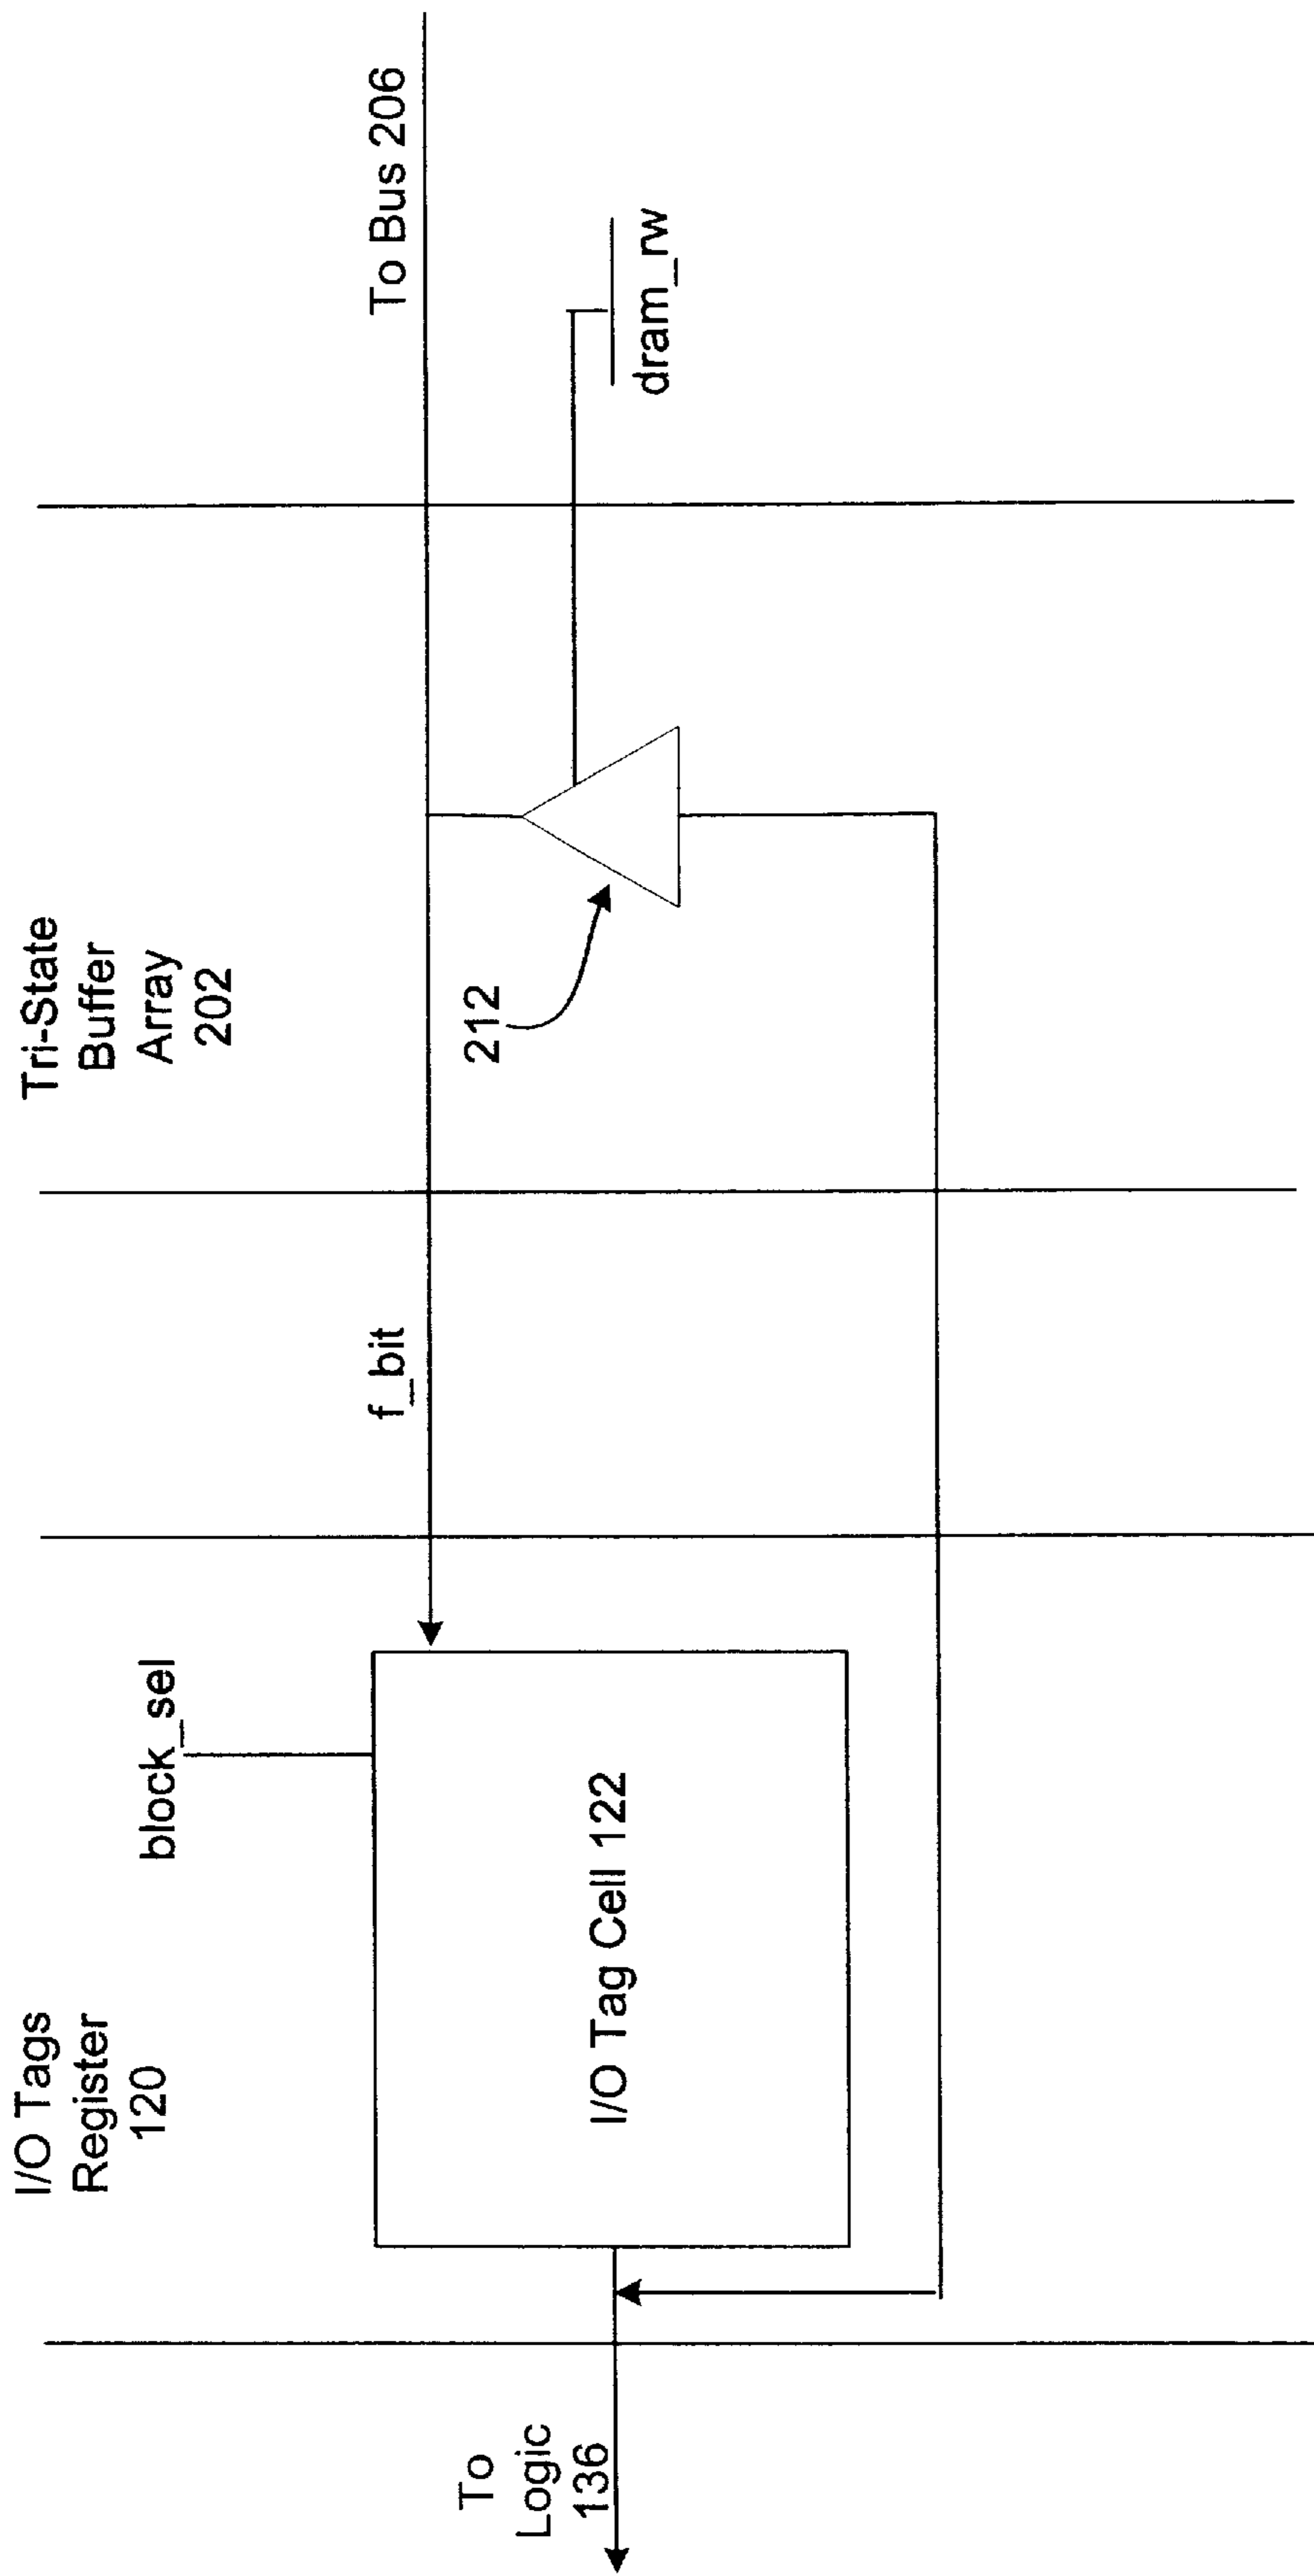 I/O Tags
Register
120
Tri-State
Buffer
Array
202
block_sel
f_bit
To Bus 206
212
dram_rw
I/O Tag Cell 122
To
Logic
136